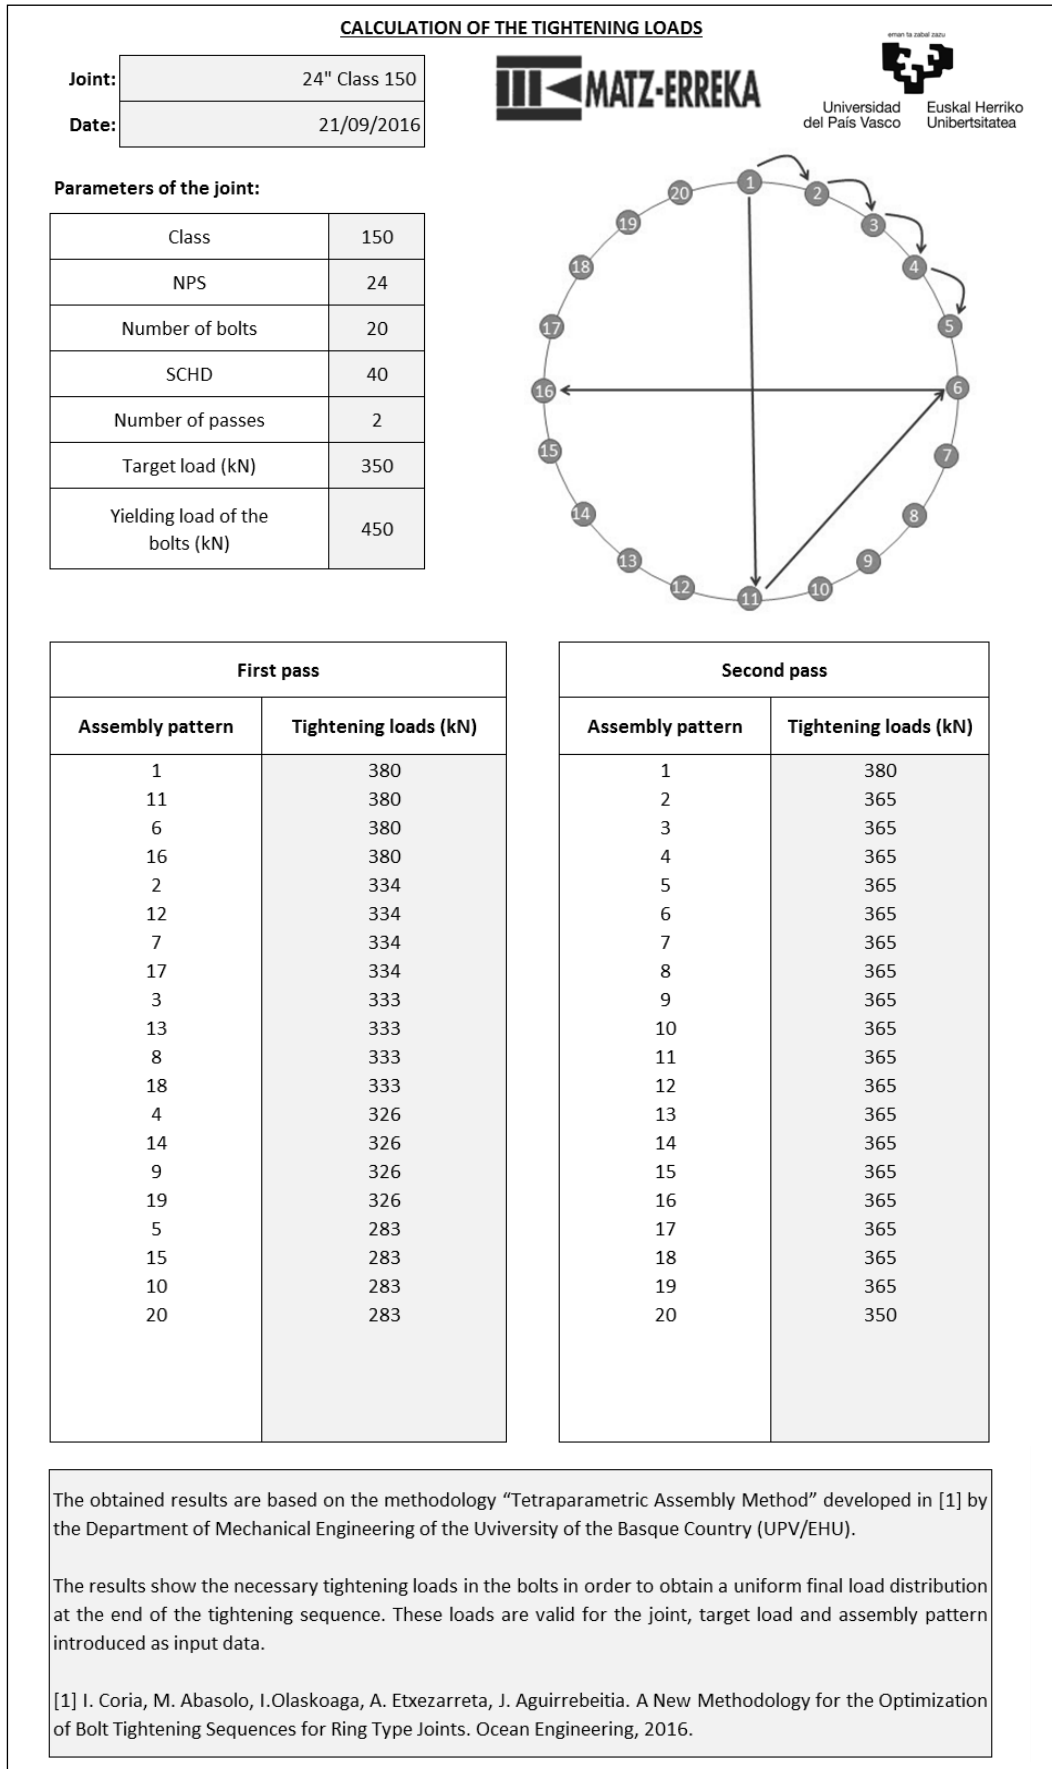 CALCULATION OF THE TIGHTENING LOADS
Joint: 24" Class 150
Date: 21/09/2016
MATZ-ERREKA
eman ta zabal zazu
Universidad Euskal Herriko
del País Vasco Unibertsitatea
Parameters of the joint:
Class 150
NPS 24
Number of bolts 20
SCHD 40
Number of passes 2
Target load (kN) 350
Yielding load of the
bolts (kN) 450
1
2
3
4
5
6
7
8
9
10
11
12
13
14
15
16
17
18
19
20
First pass
Assembly pattern Tightening loads (kN)
1 380
11 380
6 380
16 380
2 334
12 334
7 334
17 334
3 333
13 333
8 333
18 333
4 326
14 326
9 326
19 326
5 283
15 283
10 283
20 283
Second pass
Assembly pattern Tightening loads (kN)
1 380
2 365
3 365
4 365
5 365
6 365
7 365
8 365
9 365
10 365
11 365
12 365
13 365
14 365
15 365
16 365
17 365
18 365
19 365
20 350
The obtained results are based on the methodology “Tetraparametric Assembly Method” developed in [1] by
the Department of Mechanical Engineering of the Uviversity of the Basque Country (UPV/EHU).
The results show the necessary tightening loads in the bolts in order to obtain a uniform final load distribution
at the end of the tightening sequence. These loads are valid for the joint, target load and assembly pattern
introduced as input data.
[1] I. Coria, M. Abasolo, I.Olaskoaga, A. Etxezarreta, J. Aguirrebeitia. A New Methodology for the Optimization
of Bolt Tightening Sequences for Ring Type Joints. Ocean Engineering, 2016.